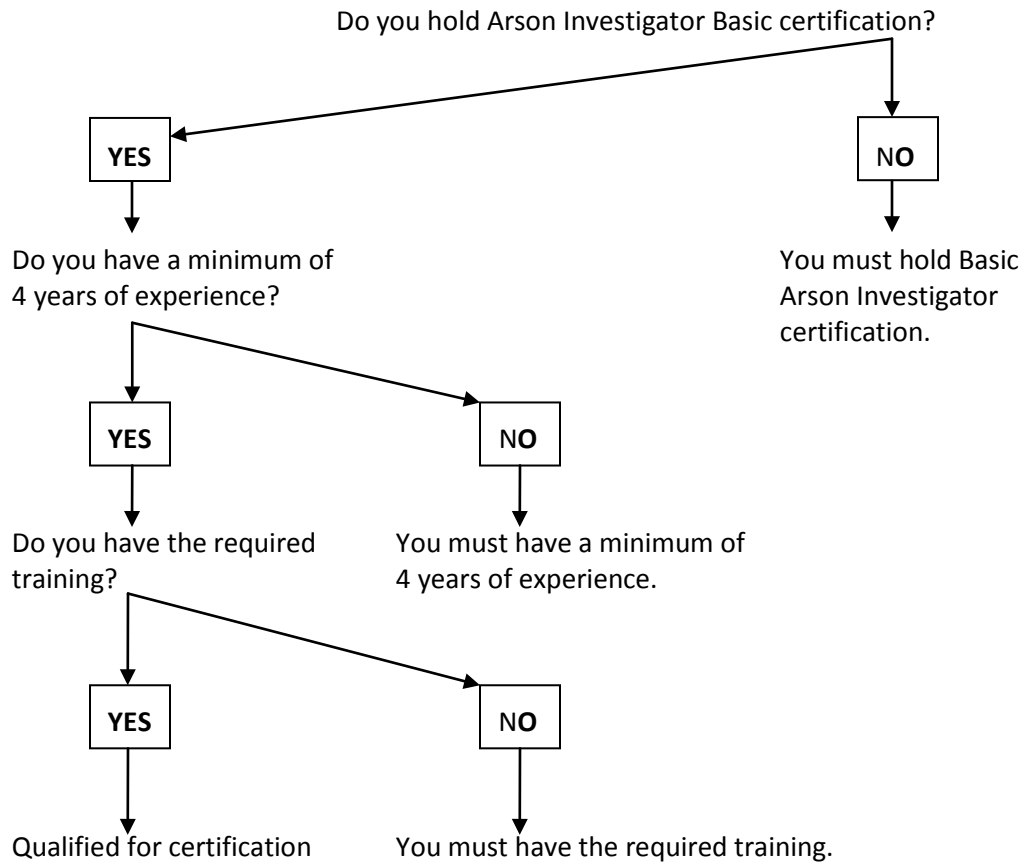 Do you hold Arson Investigator Basic certification?
YES
NO
Do you have a minimum of
4 years of experience?
You must hold Basic
Arson Investigator
certification.
YES
NO
Do you have the required
training?
You must have a minimum of
4 years of experience.
YES
NO
Qualified for certification
You must have the required training.